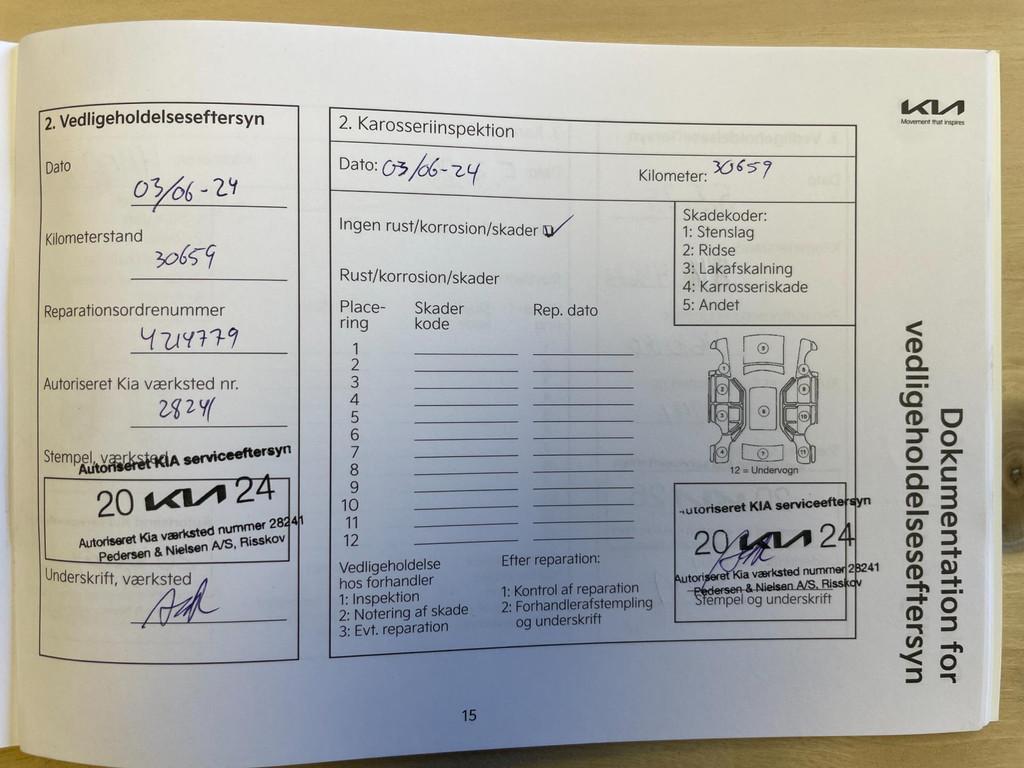 2. Vedligeholdelseseftersyn
Dato
03/06-24
Kilometerstand
30659
Reparationsordrenummer
4214779
Autoriseret Kia værksted nr.
28241
Stempel, værksted
Autoriseret KIA serviceeftersyn
20 KIA 24
Autoriseret Kia værksted nummer 28241
Pedersen & Nielsen A/S, Risskov
Underskrift, værksted
2. Karosseriinspektion
Dato: 03/06-24
Kilometer: 30659
Ingen rust/korrosion/skader
Rust/korrosion/skader
Skadekoder:
1: Stenslag
2: Ridse
3: Lakafskalning
4: Karrosseriskade
5: Andet
Place-
ring
Skader
kode
Rep. dato
1
2
3
4
5
6
7
8
9
10
11
12
12 = Undervogn
Vedligeholdelse
hos forhandler
1: Inspektion
2: Notering af skade
3: Evt. reparation
Efter reparation:
1: Kontrol af reparation
2: Forhandlerafstempling
og underskrift
Autoriseret KIA serviceeftersyn
20 KIA 24
Autoriseret Kia værksted nummer 28241
Pedersen & Nielsen A/S, Risskov
Stempel og underskrift
KIA
Movement that inspires
Dokumentation for
vedligeholdelseseftersyn
15